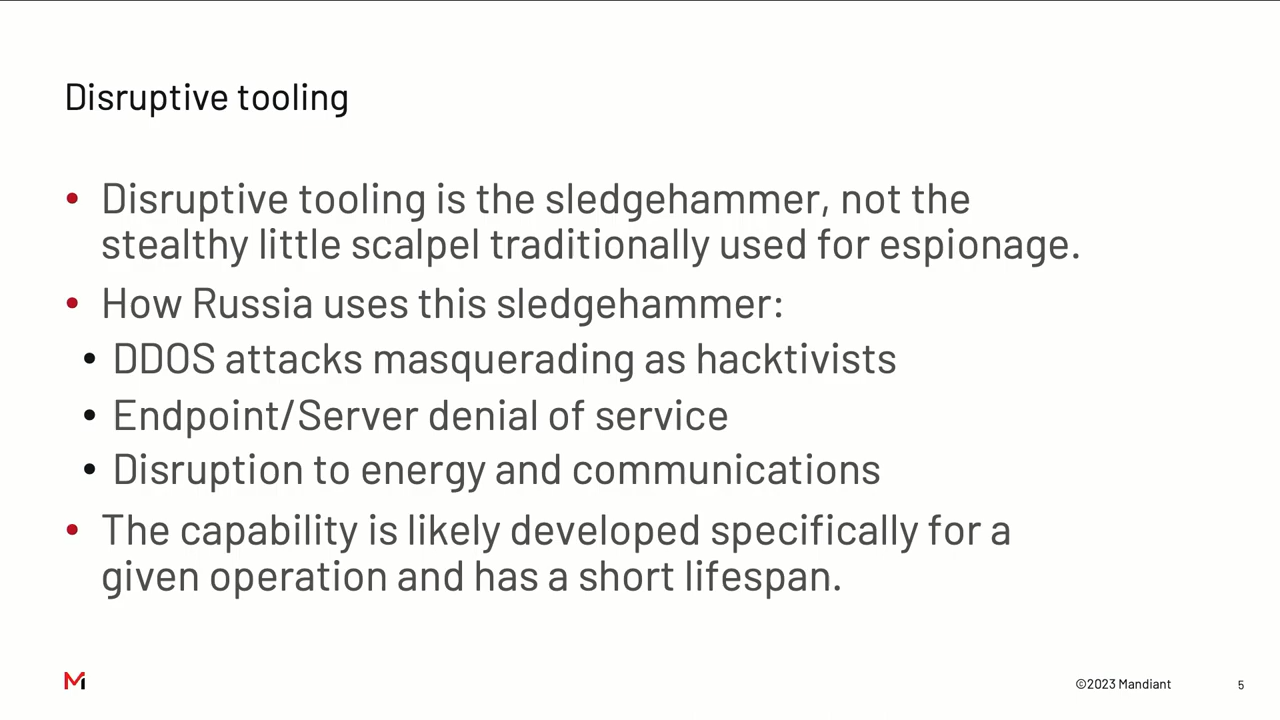 Disruptive tooling
• Disruptive tooling is the sledgehammer, not the
stealthy little scalpel traditionally used for espionage.
• How Russia uses this sledgehammer:
• DDOS attacks masquerading as hacktivists
• Endpoint/Server denial of service
• Disruption to energy and communications
• The capability is likely developed specifically for a
given operation and has a short lifespan.
©2023 Mandiant
5